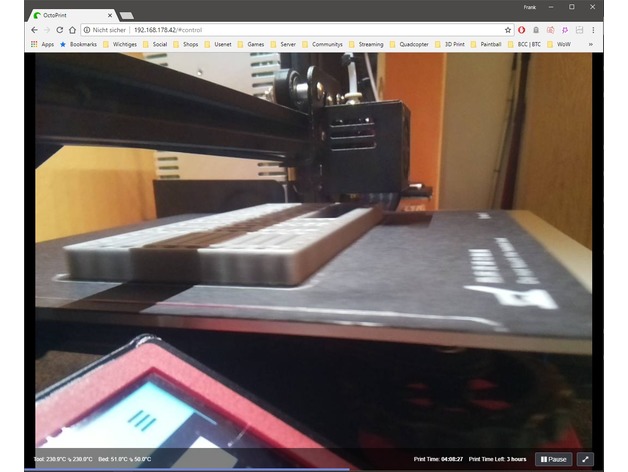 Frank
OctoPrint
Nicht sicher | 192.168.178.42/#control
Apps Bookmarks Wichtiges Social Shops Usenet Games Server Communitys Streaming Quadcopter 3D Print Paintball BCC | BTC WoW »
Tool: 230.9°C 230.0°C Bed: 51.0°C 50.0°C
Print Time: 04:08:27 Print Time Left: 3 hours
Pause